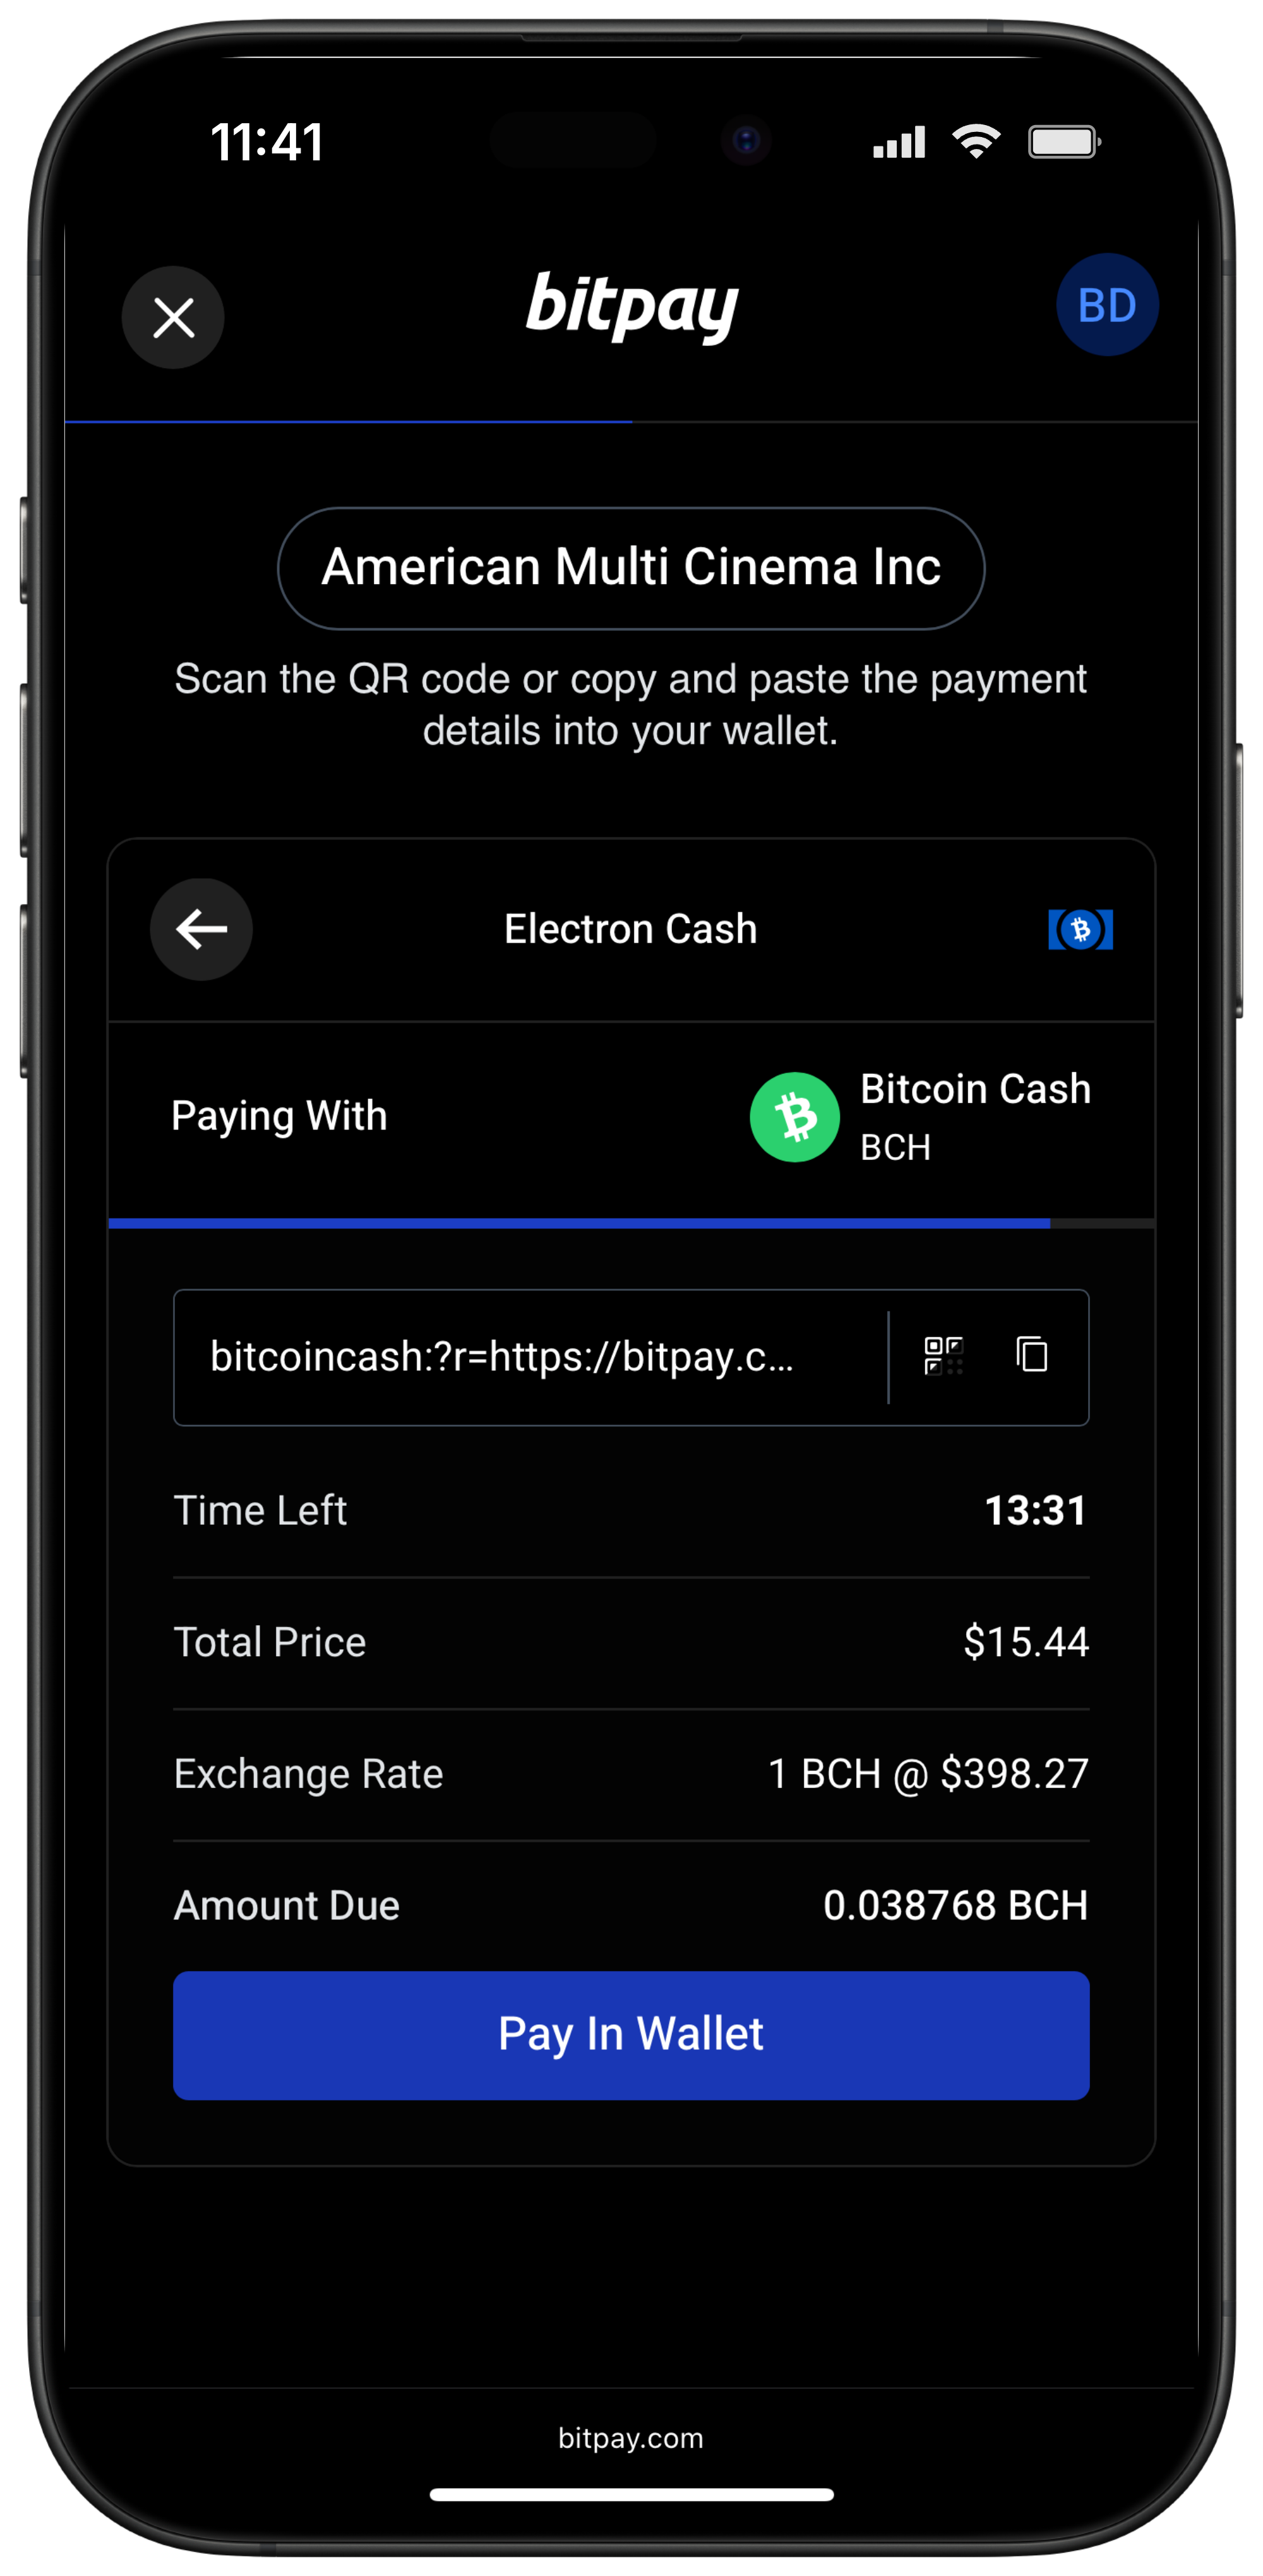 11:41
bitpay
BD
American Multi Cinema Inc
Scan the QR code or copy and paste the payment
details into your wallet.
Electron Cash
Paying With
Bitcoin Cash
BCH
bitcoincash:?r=https://bitpay.c...
Time Left 13:31
Total Price $15.44
Exchange Rate 1 BCH @ $398.27
Amount Due 0.038768 BCH
Pay In Wallet
bitpay.com